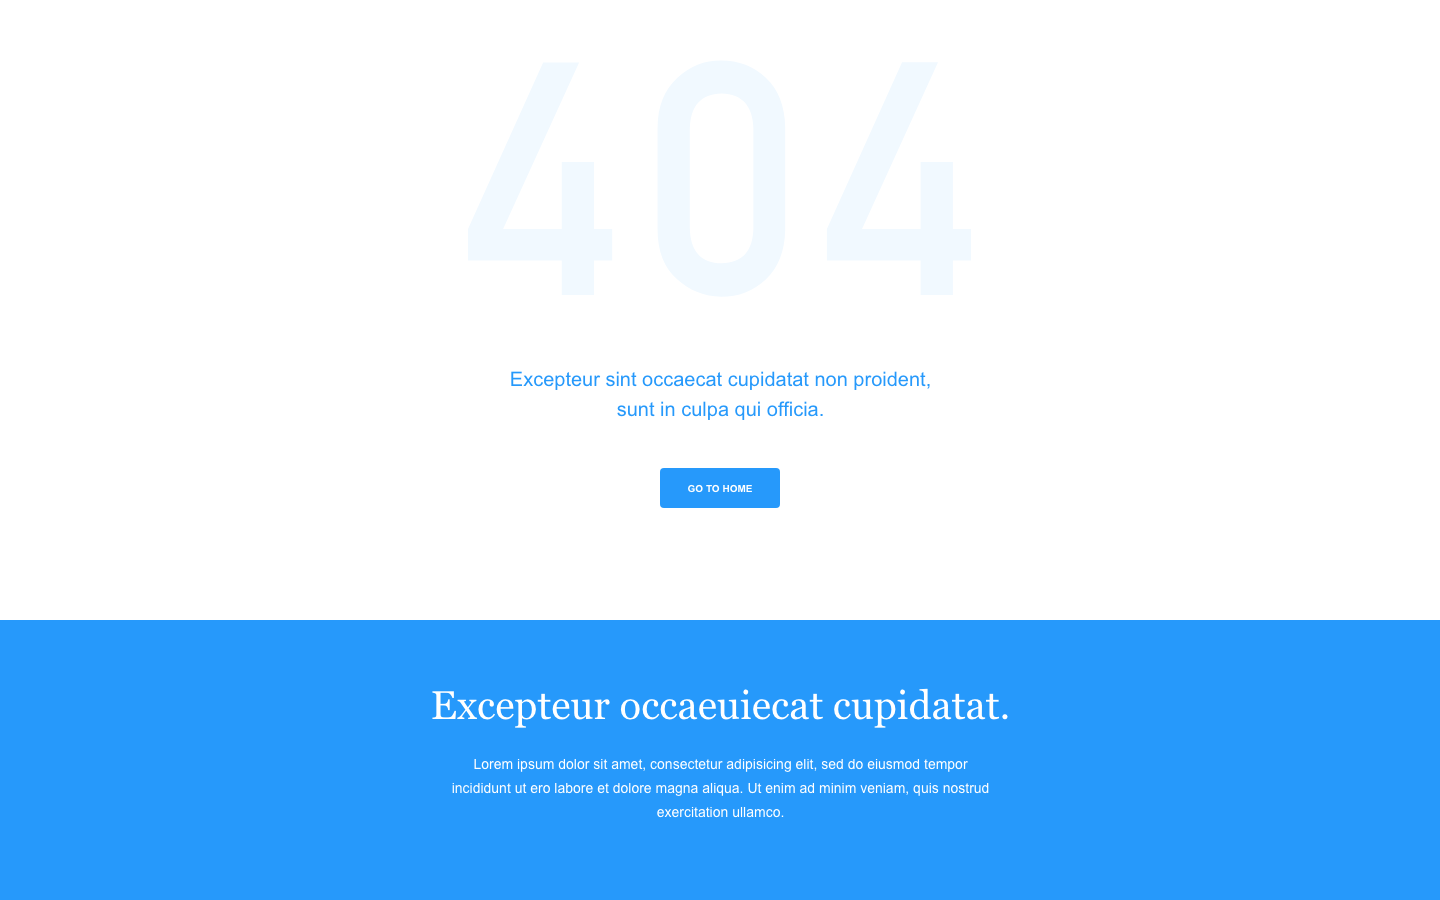 404
Excepteur sint occaecat cupidatat non proident,
sunt in culpa qui officia.
GO TO HOME
Excepteur occaeuiecat cupidatat.
Lorem ipsum dolor sit amet, consectetur adipisicing elit, sed do eiusmod tempor
incididunt ut ero labore et dolore magna aliqua. Ut enim ad minim veniam, quis nostrud
exercitation ullamco.